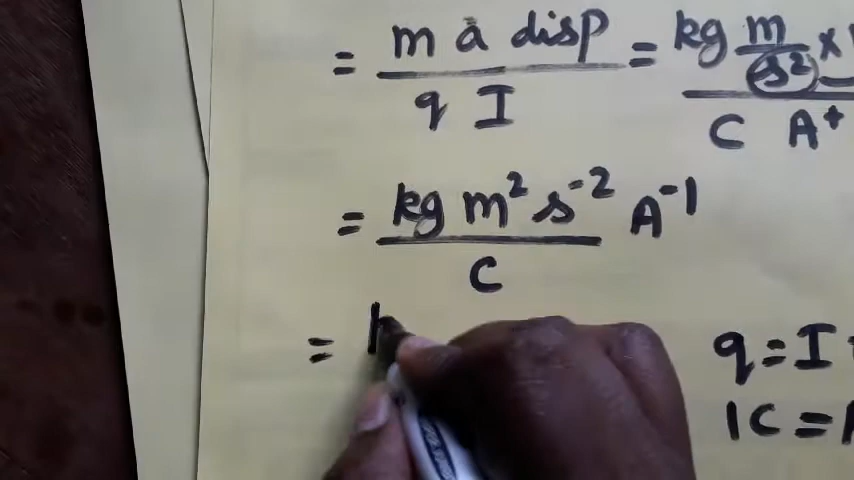 = m a disp / q I = kg m/s² ×
C A
= kg m² s⁻² A⁻¹ / C
=
q = I
1C =